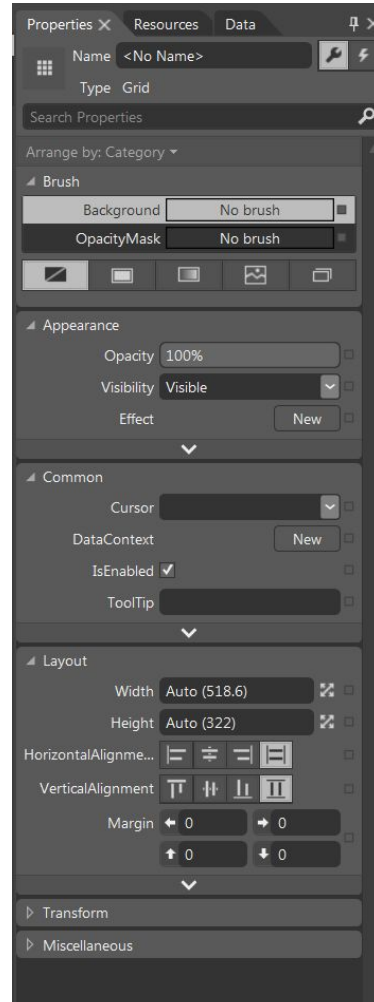 Properties Resources Data
Name <No Name>
Type Grid
Search Properties
Arrange by: Category
Brush
Background No brush
OpacityMask No brush
Appearance
Opacity 100%
Visibility Visible
Effect New
Common
Cursor
DataContext New
IsEnabled
ToolTip
Layout
Width Auto (518.6)
Height Auto (322)
HorizontalAlignme...
VerticalAlignment
Margin 0 0
0 0
Transform
Miscellaneous